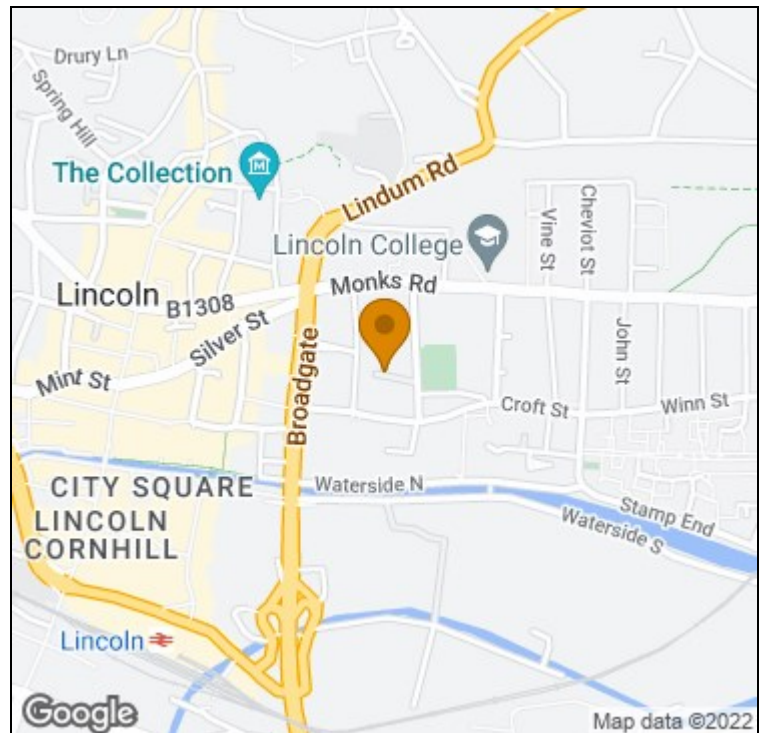 Drury Ln
Spring Hill
The Collection
Lindum Rd
Lincoln College
Cheviot St
Vine St
Monks Rd
Lincoln
B1308
Silver St
John St
Mint St
Broadgate
Croft St
Winn St
Waterside N
CITY SQUARE
LINCOLN
CORNHILL
Stamp End
Waterside S
Lincoln
Google
Map data ©2022